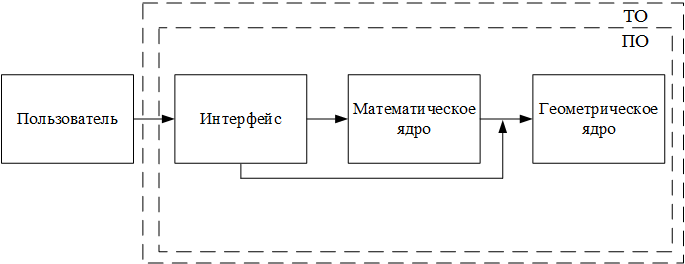 ТО
ПО
Пользователь
Интерфейс
Математическое
ядро
Геометрическое
ядро